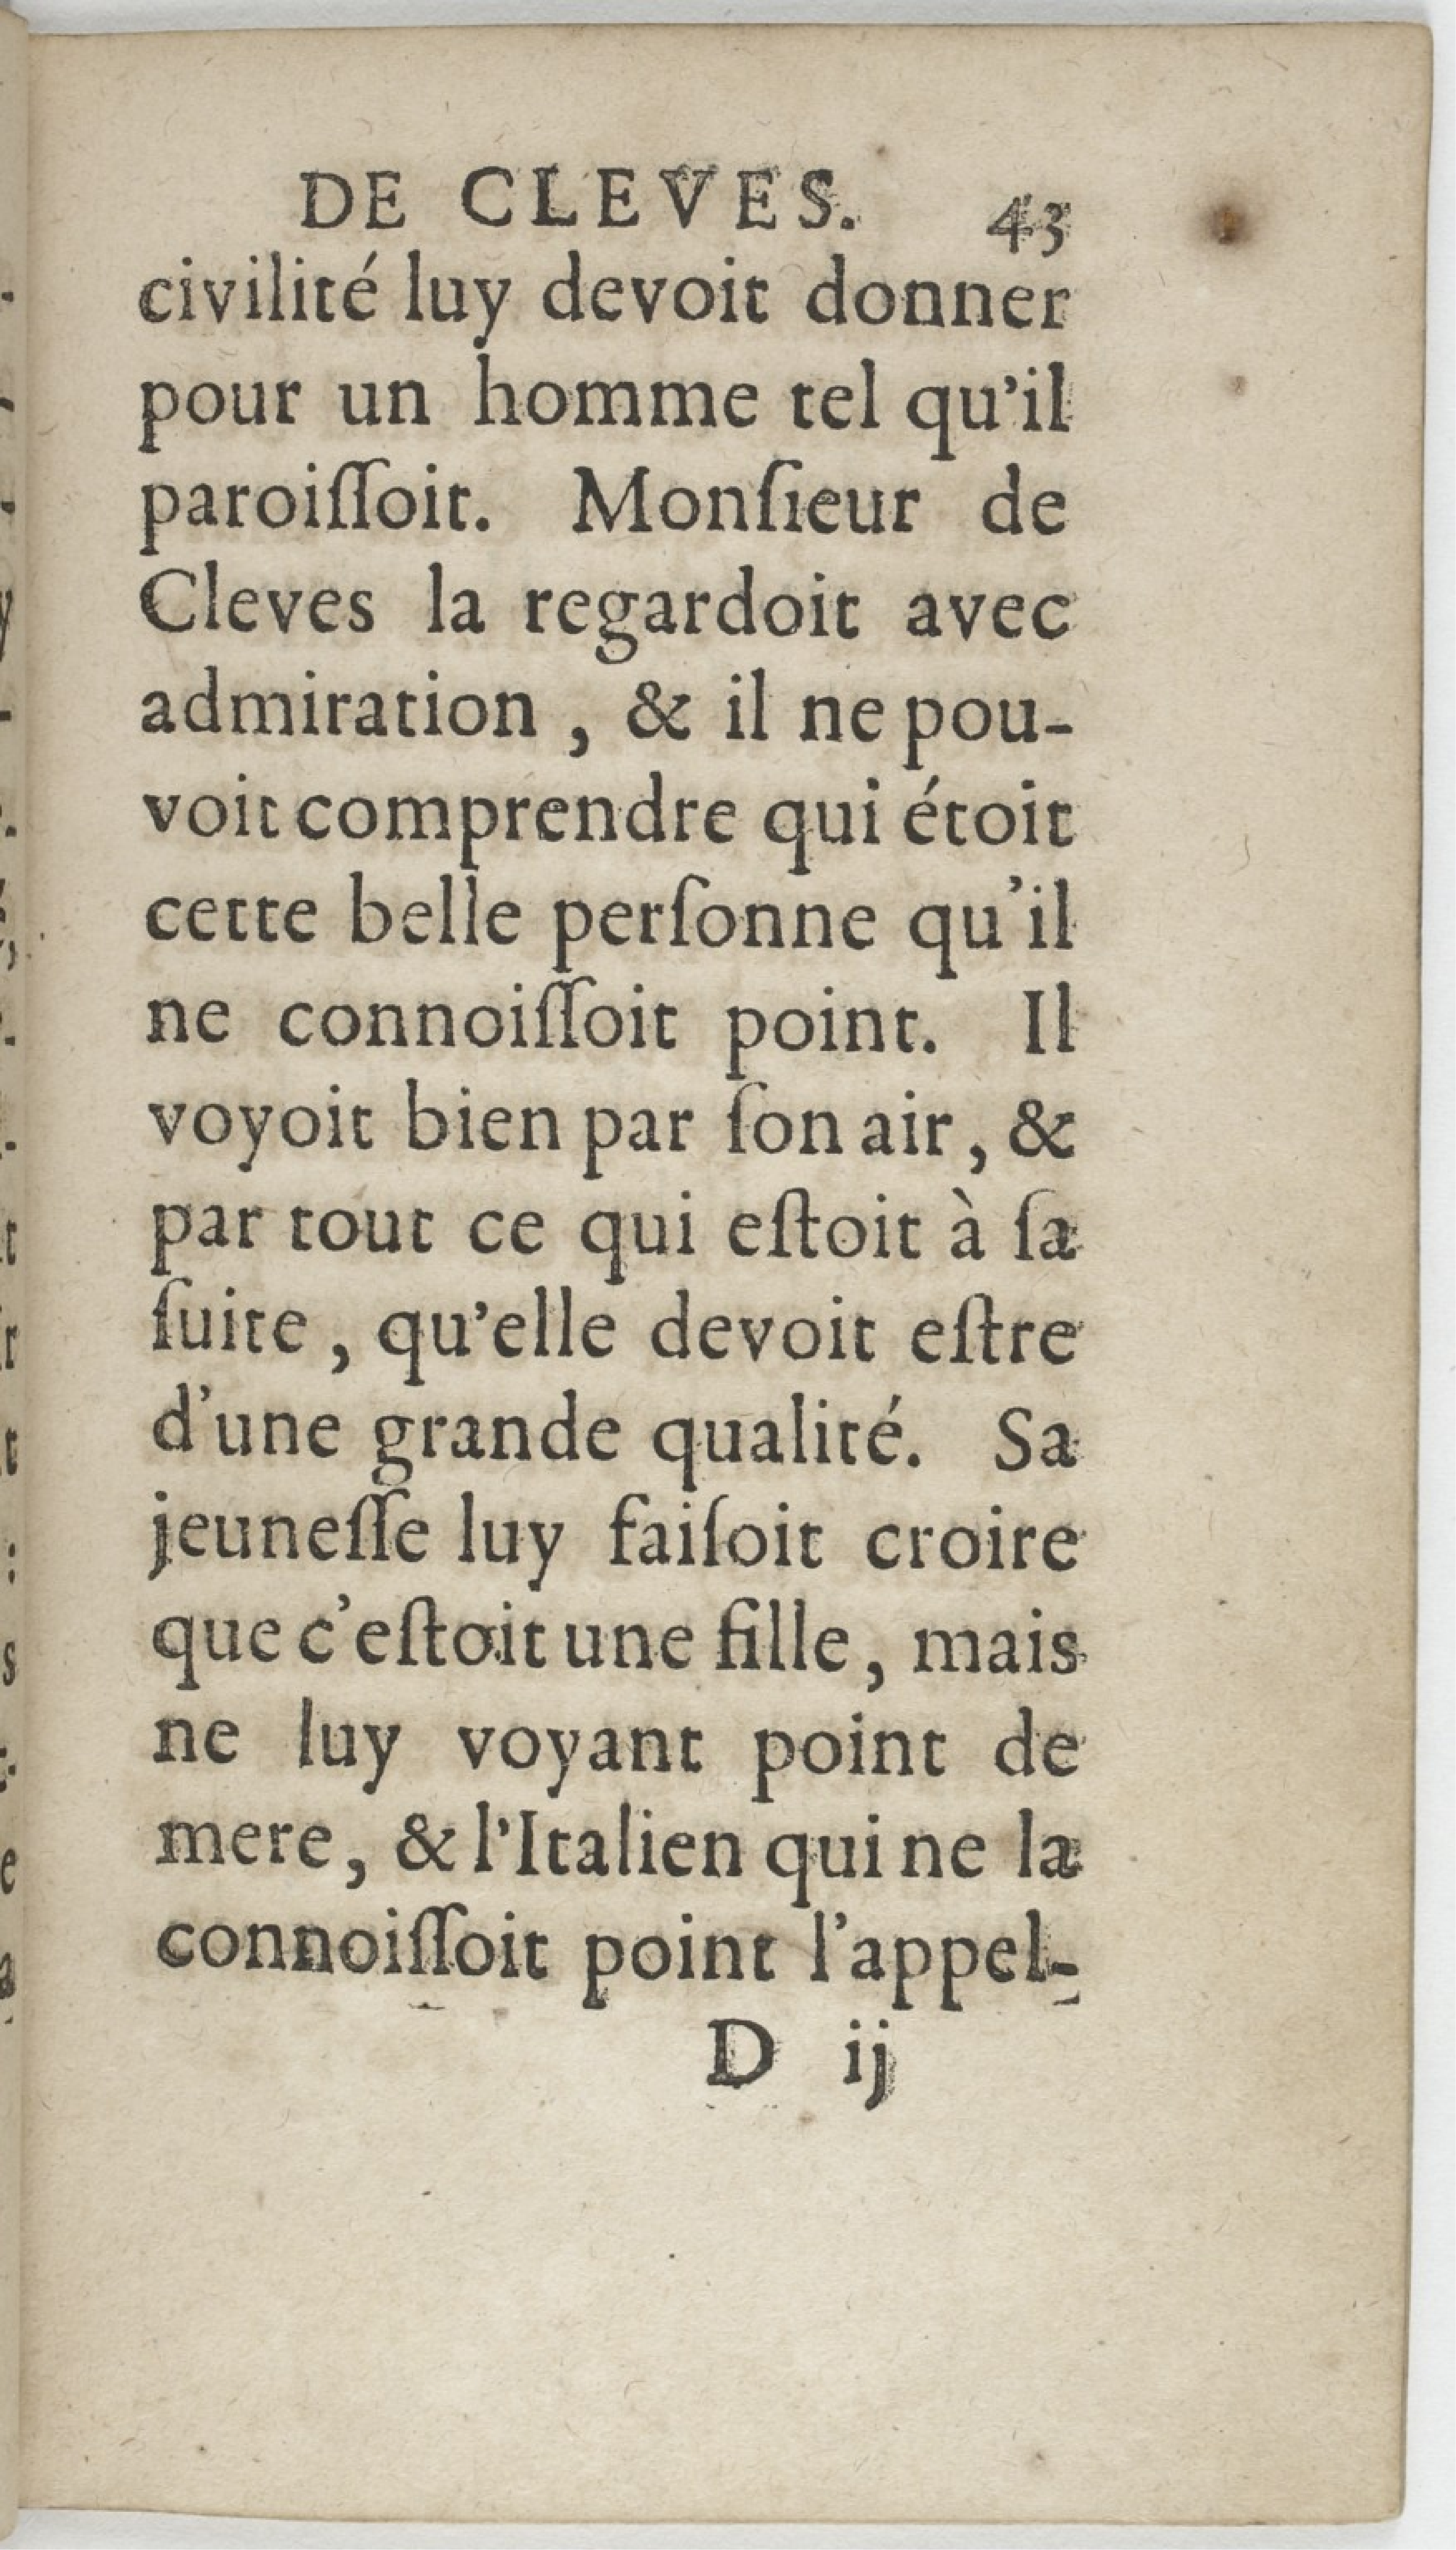 DE CLEVES. 43
civilité luy devoit donner
pour un homme tel qu'il
paroiſſoit. Monſieur de
Cleves la regardoit avec
admiration, & il ne pou-
voit comprendre qui étoit
cette belle perſonne qu'il
ne connoiſſoit point. Il
voyoit bien par ſon air, &
par tout ce qui eſtoit à ſa
ſuite, qu'elle devoit eſtre
d'une grande qualité. Sa
jeuneſſe luy faiſoit croire
que c'eſtoit une fille, mais
ne luy voyant point de
mere, & l'Italien qui ne la
connoiſſoit point l'appel-
D ij